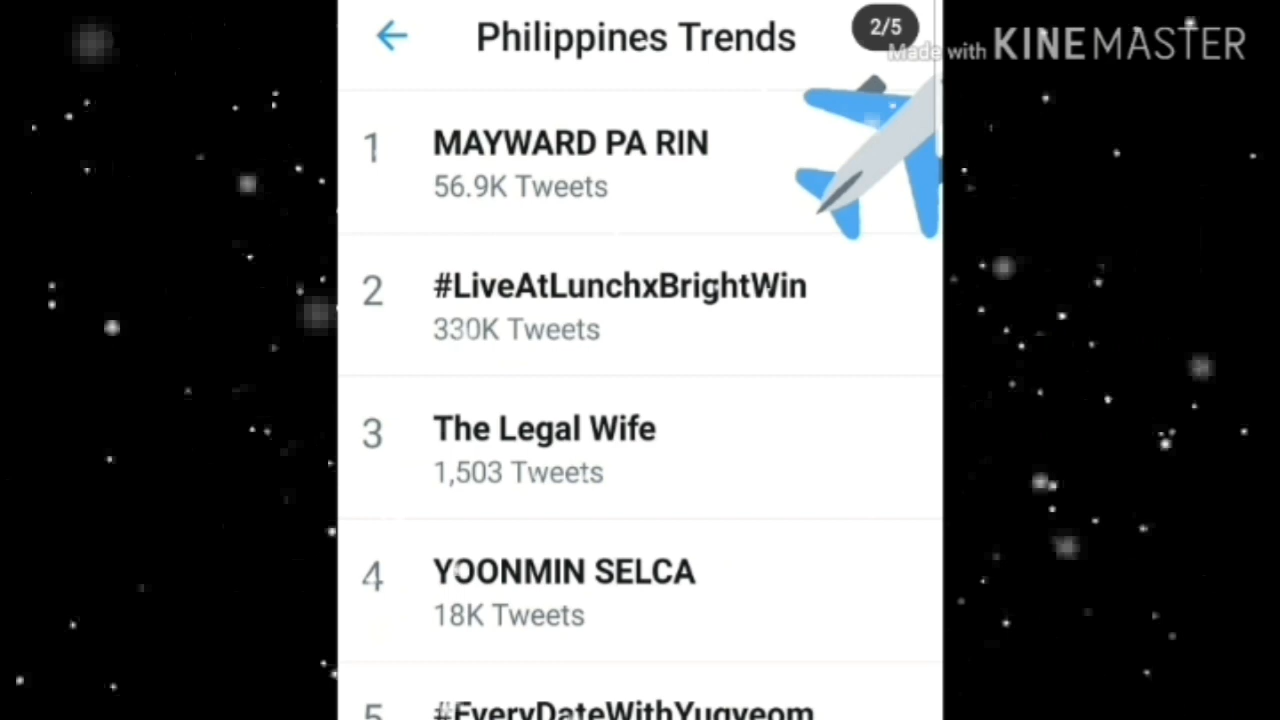 Philippines Trends
2/5
Made with KINEMASTER
1
MAYWARD PA RIN
56.9K Tweets
2
#LiveAtLunchxBrightWin
330K Tweets
3
The Legal Wife
1,503 Tweets
4
YOONMIN SELCA
18K Tweets
5
#EveryDateWithYugyeom